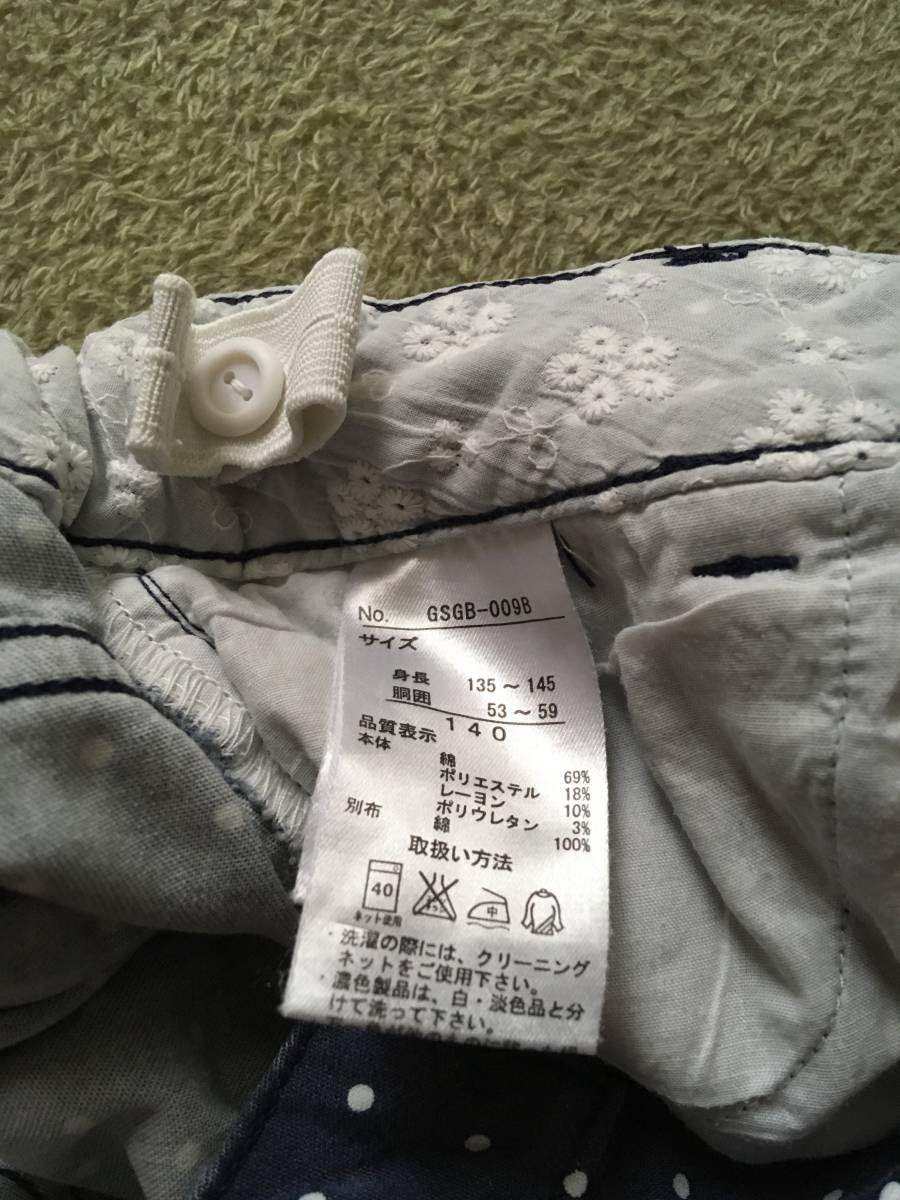 No. GSGB-009B
サイズ
身長 135～145
胴囲 53～59
140
品質表示
本体
綿 69%
ポリエステル 18%
レーヨン 10%
ポリウレタン 3%
別布 綿 100%
取扱い方法
40 中
ネット使用
・洗濯の際には、クリーニング
ネットをご使用下さい。
・濃色製品は、白・淡色品と分
けて洗って下さい。